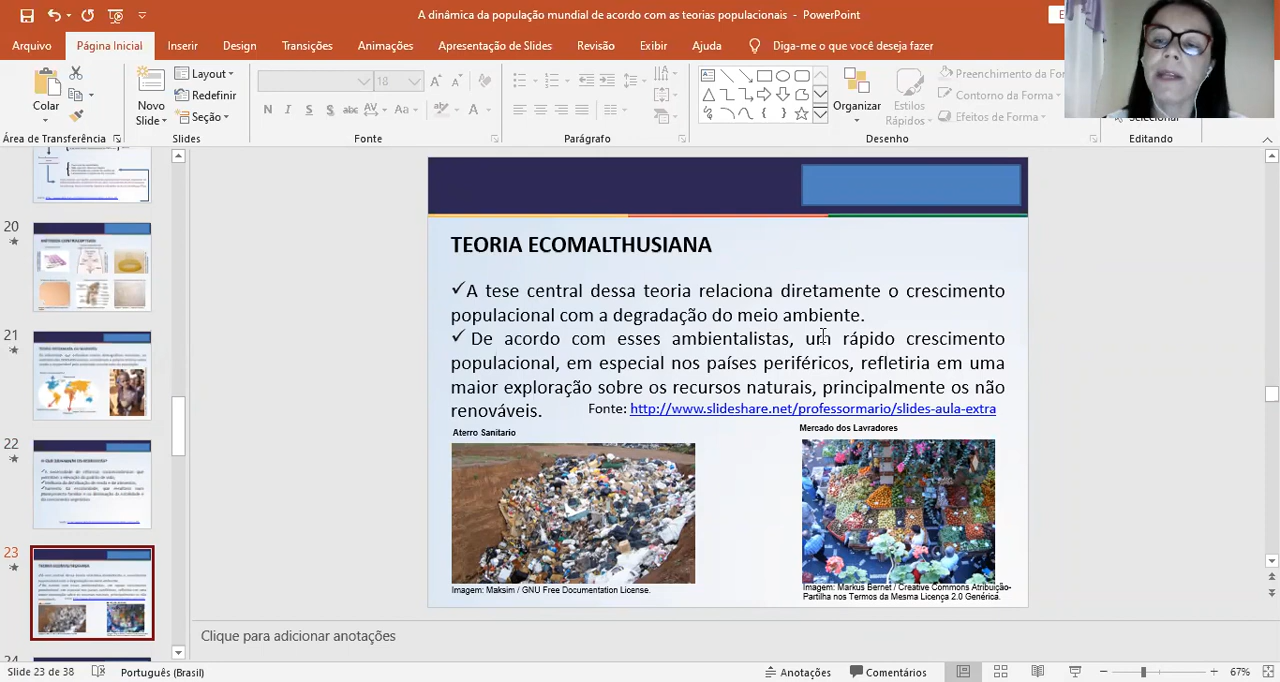 A dinâmica da população mundial de acordo com as teorias populacionais - PowerPoint
Arquivo Página Inicial Inserir Design Transições Animações Apresentação de Slides Revisão Exibir Ajuda Diga-me o que você deseja fazer
Colar
Novo
Slide
Layout
Redefinir
Seção
18
N I S S abc AV Aa A
Organizar
Estilos
Rápidos
Preenchimento da For
Contorno da Forma
Efeitos de Forma
Selecionar
Área de Transferência Slides Fonte Parágrafo Desenho Editando
20
21
22
23
24
TEORIA ECOMALTHUSIANA
✓A tese central dessa teoria relaciona diretamente o crescimento
populacional com a degradação do meio ambiente.
✓ De acordo com esses ambientalistas, um rápido crescimento
populacional, em especial nos países periféricos, refletiria em uma
maior exploração sobre os recursos naturais, principalmente os não
renováveis. Fonte: http://www.slideshare.net/professormario/slides-aula-extra
Aterro Sanitario
Mercado dos Lavradores
Imagem: Maksim / GNU Free Documentation License.
Imagem: Markus Bernet / Creative Commons Atribuição-
Partilha nos Termos da Mesma Licença 2.0 Genérica.
Clique para adicionar anotações
Slide 23 de 38 Português (Brasil) Anotações Comentários 67%